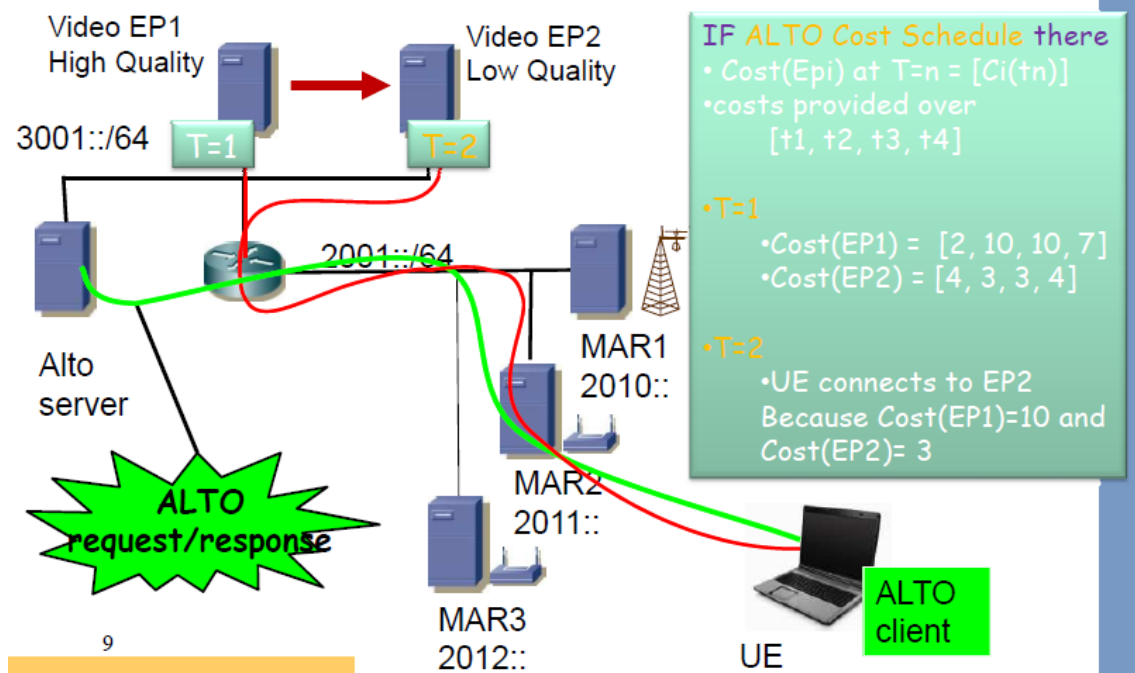 Video EP1
High Quality
Video EP2
Low Quality
3001::/64
T=1
T=2
IF ALTO Cost Schedule there
• Cost(Epi) at T=n = [Ci(tn)]
•costs provided over
[t1, t2, t3, t4]
•T=1
•Cost(EP1) = [2, 10, 10, 7]
•Cost(EP2) = [4, 3, 3, 4]
•T=2
•UE connects to EP2
Because Cost(EP1)=10 and
Cost(EP2)= 3
2001::/64
Alto
server
MAR1
2010::
MAR2
2011::
MAR3
2012::
ALTO
request/response
UE
ALTO
client
9